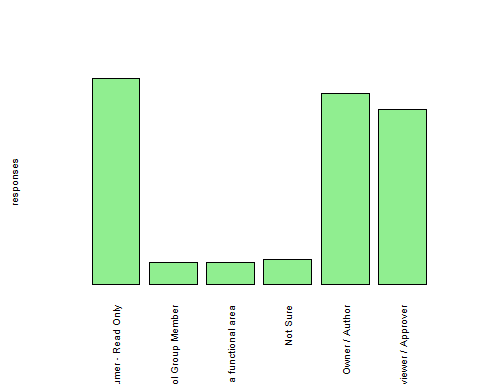 responses
umer - Read Only
ol Group Member
a functional area
Not Sure
Owner / Author
viewer / Approver